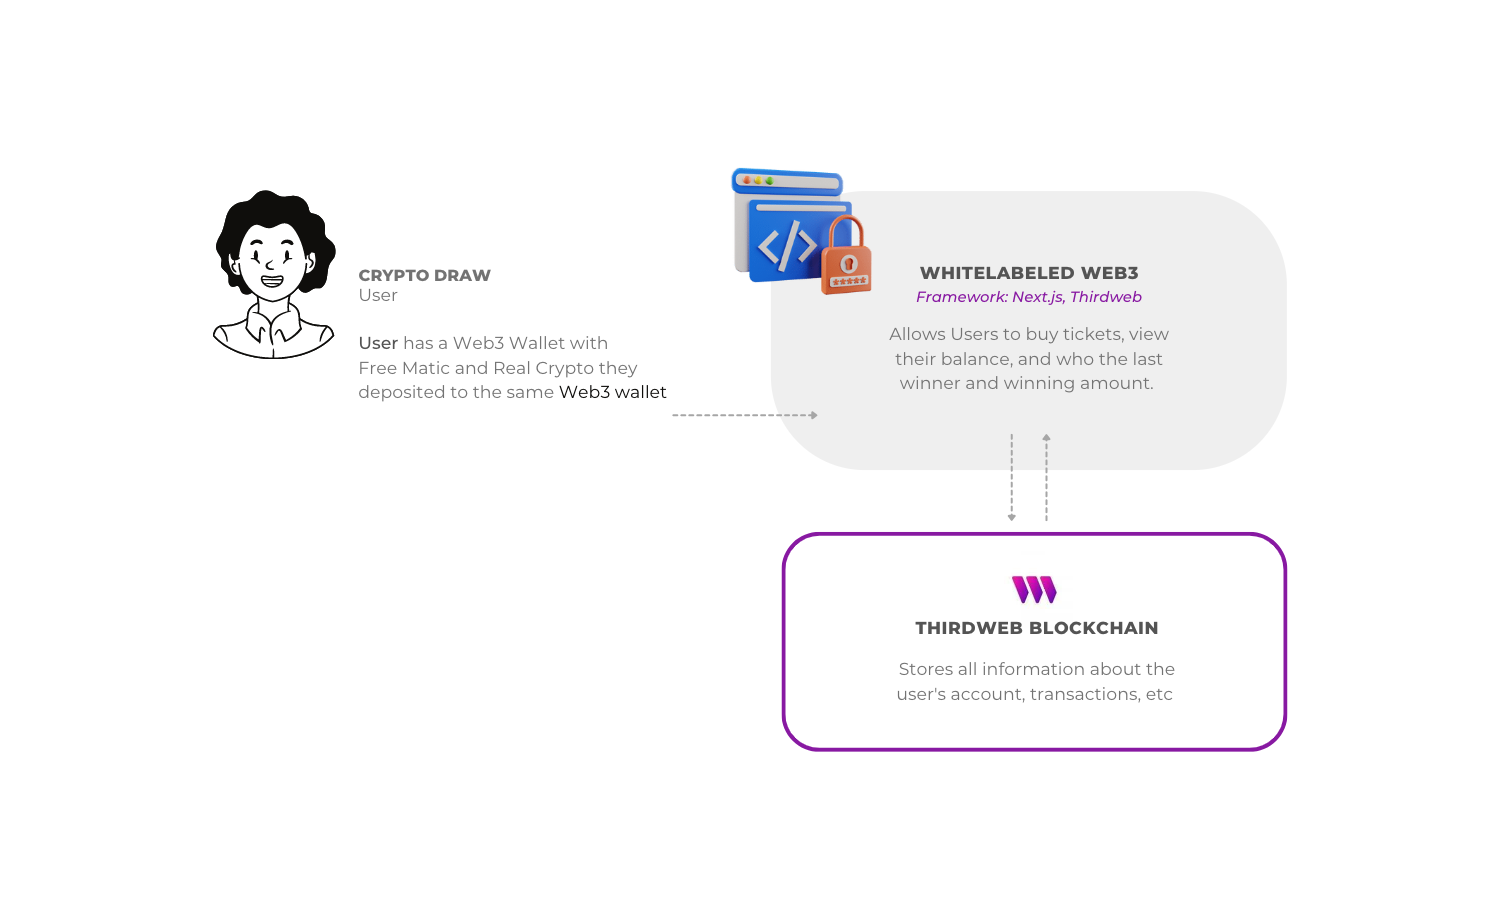 CRYPTO DRAW
User
User has a Web3 Wallet with
Free Matic and Real Crypto they
deposited to the same Web3 wallet
WHITELABELED WEB3
Framework: Next.js, Thirdweb
Allows Users to buy tickets, view
their balance, and who the last
winner and winning amount.
THIRDWEB BLOCKCHAIN
Stores all information about the
user's account, transactions, etc